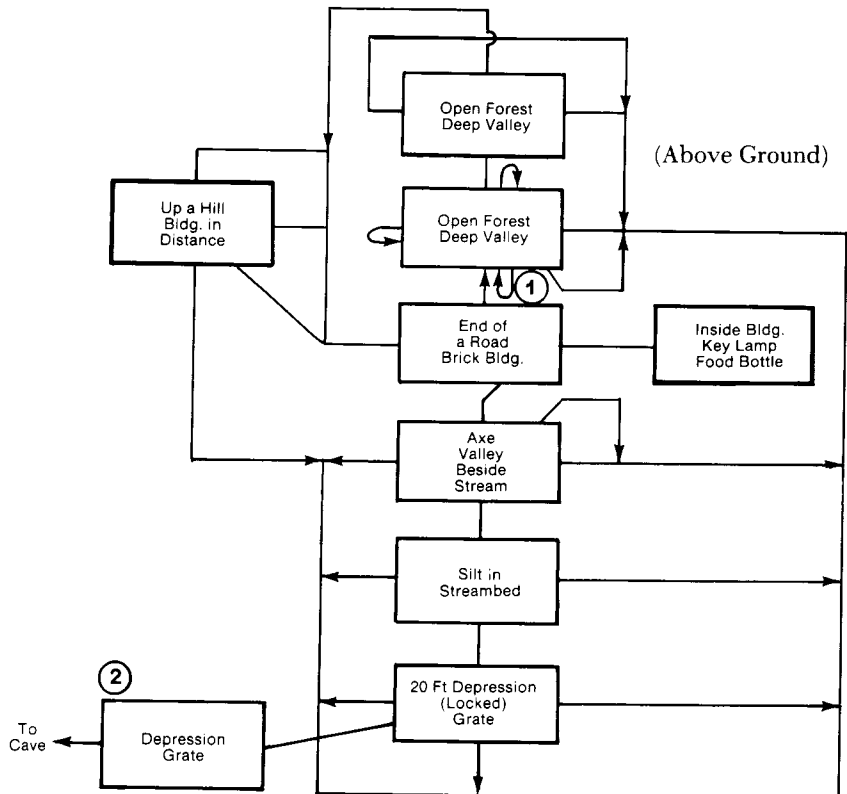 Open Forest
Deep Valley
(Above Ground)
Up a Hill
Bldg. in
Distance
Open Forest
Deep Valley
1
End of
a Road
Brick Bldg.
Inside Bldg.
Key Lamp
Food Bottle
Axe
Valley
Beside
Stream
Silt in
Streambed
2
20 Ft Depression
(Locked)
Grate
To
Cave
Depression
Grate